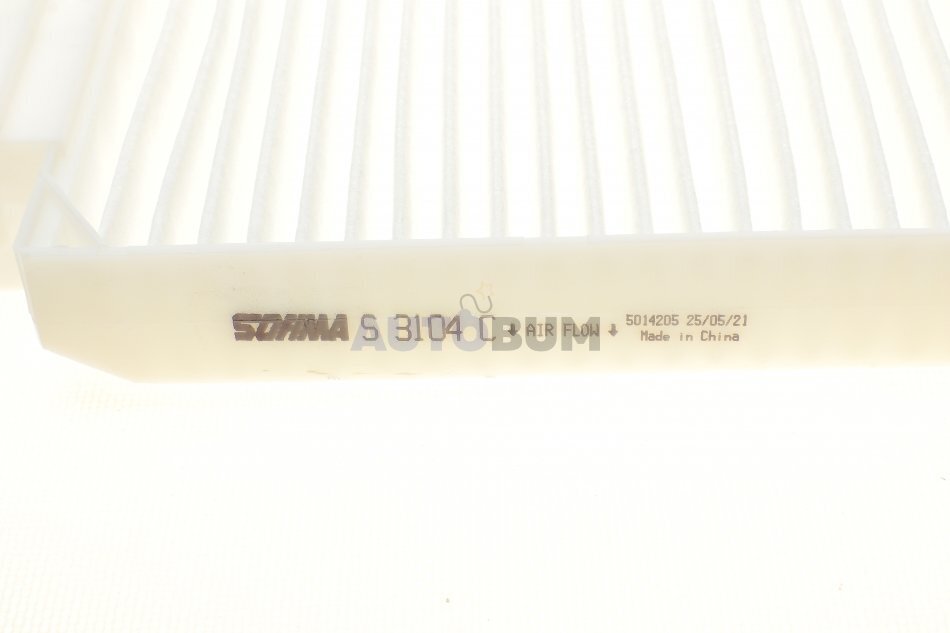 SOFIMA S 3104 C ↓ AIR FLOW ↓ 5014205 25/05/21
Made in China
AUTOBUM